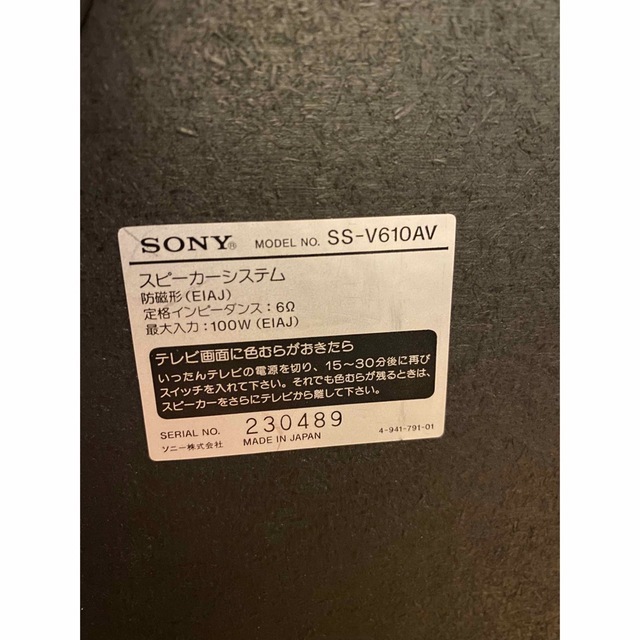 SONY® MODEL NO. SS-V610AV
スピーカーシステム
防磁形(EIAJ)
定格インピーダンス:6Ω
最大入力:100W(EIAJ)
テレビ画面に色むらがおきたら
いったんテレビの電源を切り、15〜30分後に再び
スイッチを入れて下さい。それでも色むらが残るときは、
スピーカーをさらにテレビから離して下さい。
SERIAL NO. 230489
ソニー株式会社 MADE IN JAPAN 4-941-791-01